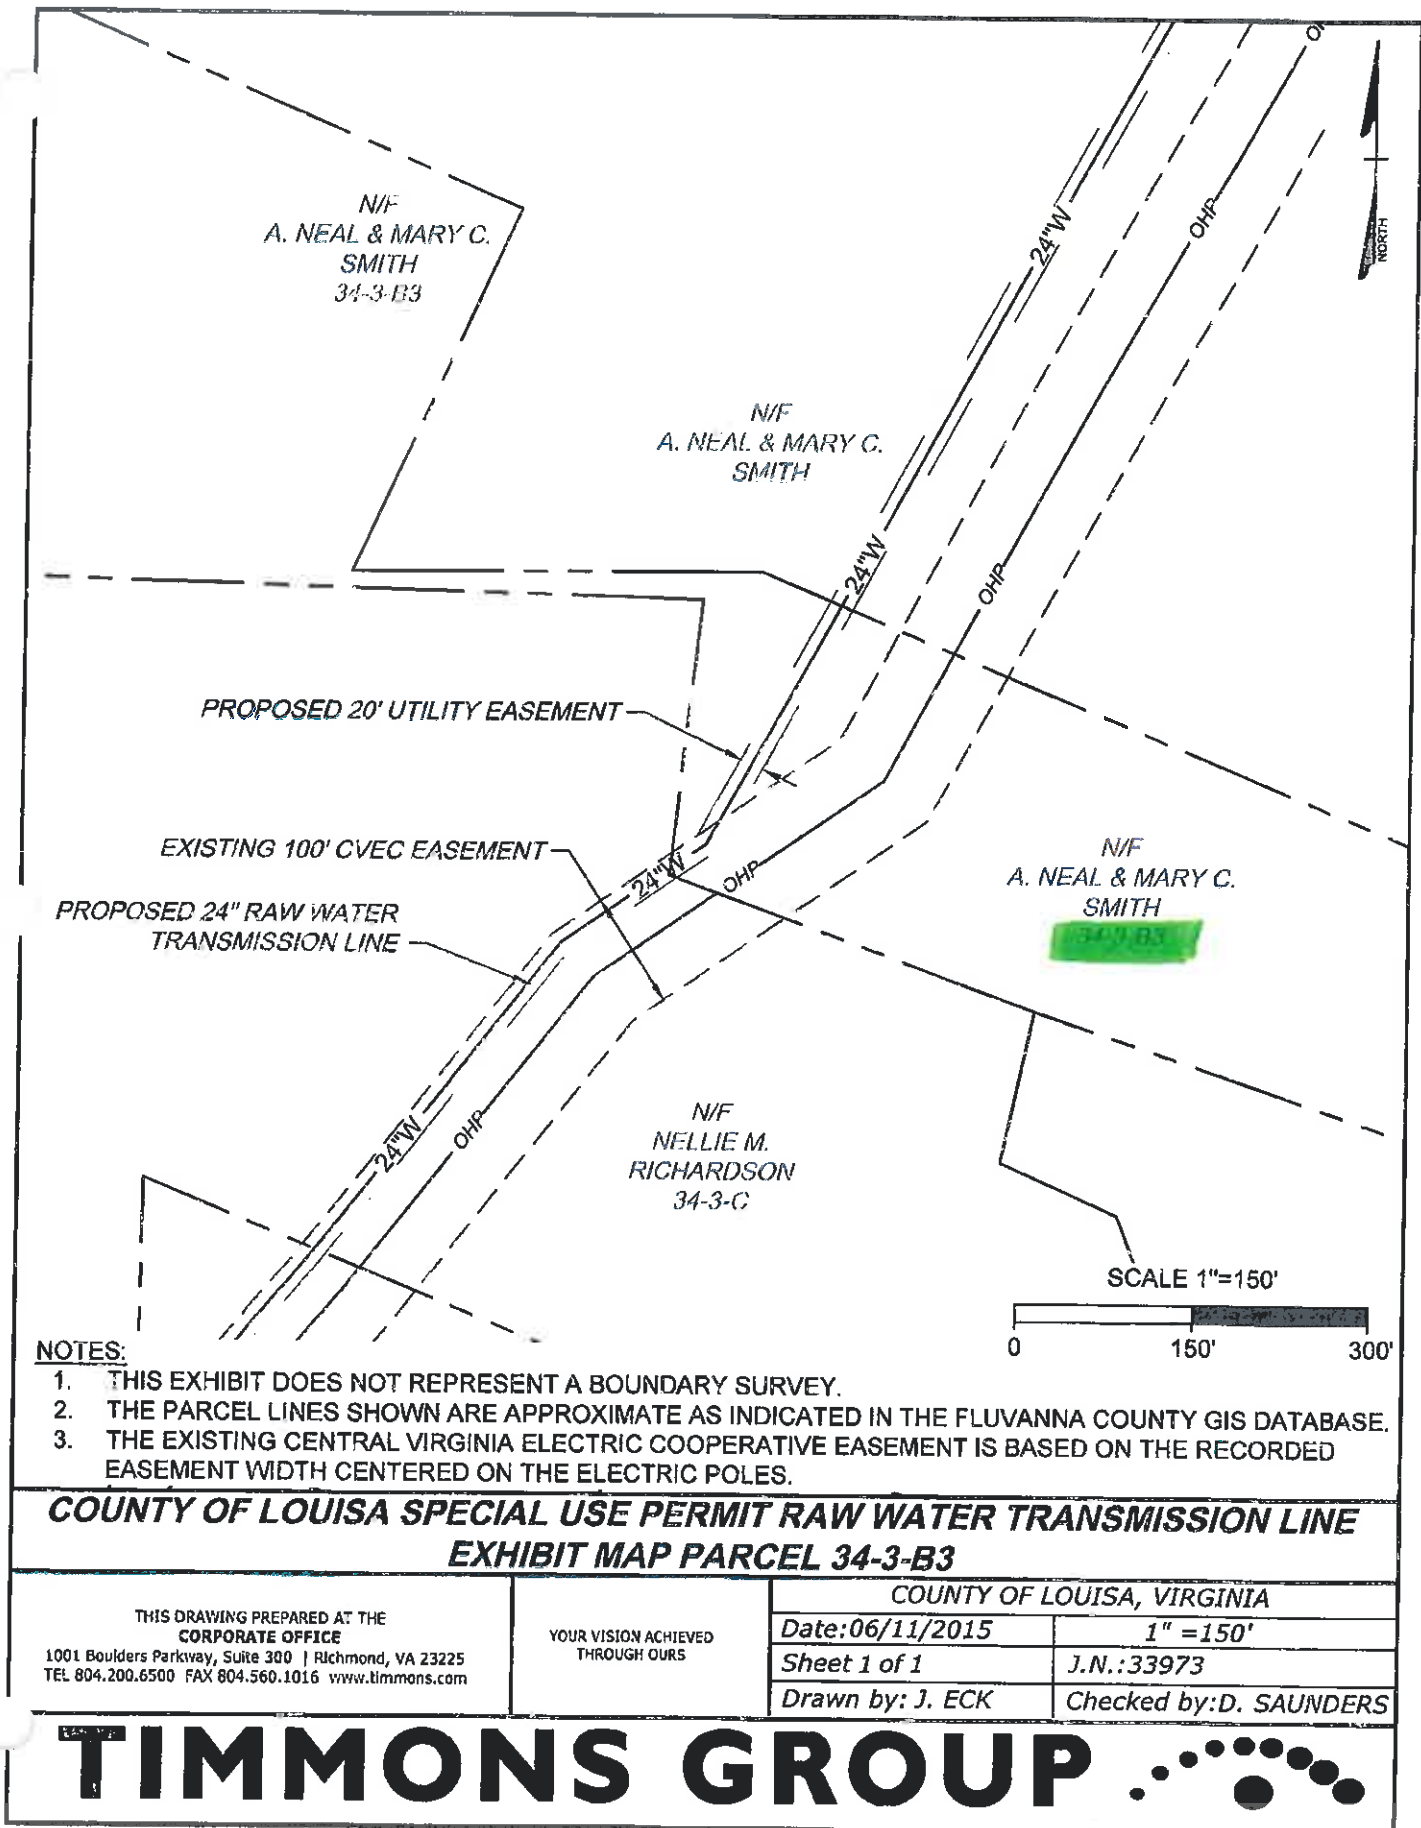 OHP
N/F
A. NEAL & MARY C.
SMITH
34-3-B3
24"W
OHP
NORTH
N/F
A. NEAL & MARY C.
SMITH
24"W
OHP
PROPOSED 20' UTILITY EASEMENT
EXISTING 100' CVEC EASEMENT
24"W
OHP
N/F
A. NEAL & MARY C.
SMITH
34-3-B3
PROPOSED 24" RAW WATER
TRANSMISSION LINE
24"W
OHP
N/F
NELLIE M.
RICHARDSON
34-3-C
SCALE 1"=150'
0 150' 300'
NOTES:
1. THIS EXHIBIT DOES NOT REPRESENT A BOUNDARY SURVEY.
2. THE PARCEL LINES SHOWN ARE APPROXIMATE AS INDICATED IN THE FLUVANNA COUNTY GIS DATABASE.
3. THE EXISTING CENTRAL VIRGINIA ELECTRIC COOPERATIVE EASEMENT IS BASED ON THE RECORDED
EASEMENT WIDTH CENTERED ON THE ELECTRIC POLES.
COUNTY OF LOUISA SPECIAL USE PERMIT RAW WATER TRANSMISSION LINE
EXHIBIT MAP PARCEL 34-3-B3
THIS DRAWING PREPARED AT THE
CORPORATE OFFICE
1001 Boulders Parkway, Suite 300 | Richmond, VA 23225
TEL 804.200.6500 FAX 804.560.1016 www.timmons.com
YOUR VISION ACHIEVED
THROUGH OURS
COUNTY OF LOUISA, VIRGINIA
Date:06/11/2015 1" =150'
Sheet 1 of 1 J.N.:33973
Drawn by: J. ECK Checked by:D. SAUNDERS
TIMMONS GROUP